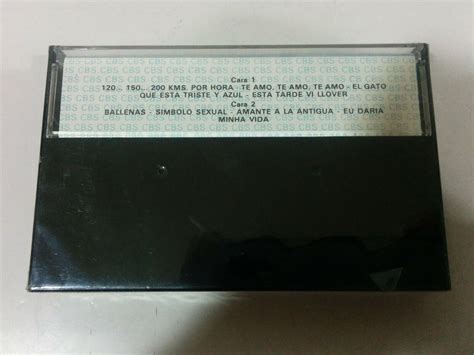 Cara 1
120... 150... 200 KMS. POR HORA - TE AMO, TE AMO, TE AMO - EL GATO
QUE ESTA TRISTE Y AZUL - ESTA TARDE VI LLOVER
Cara 2
BALLENAS - SIMBOLO SEXUAL - AMANTE A LA ANTIGUA - EU DARIA
MINHA VIDA